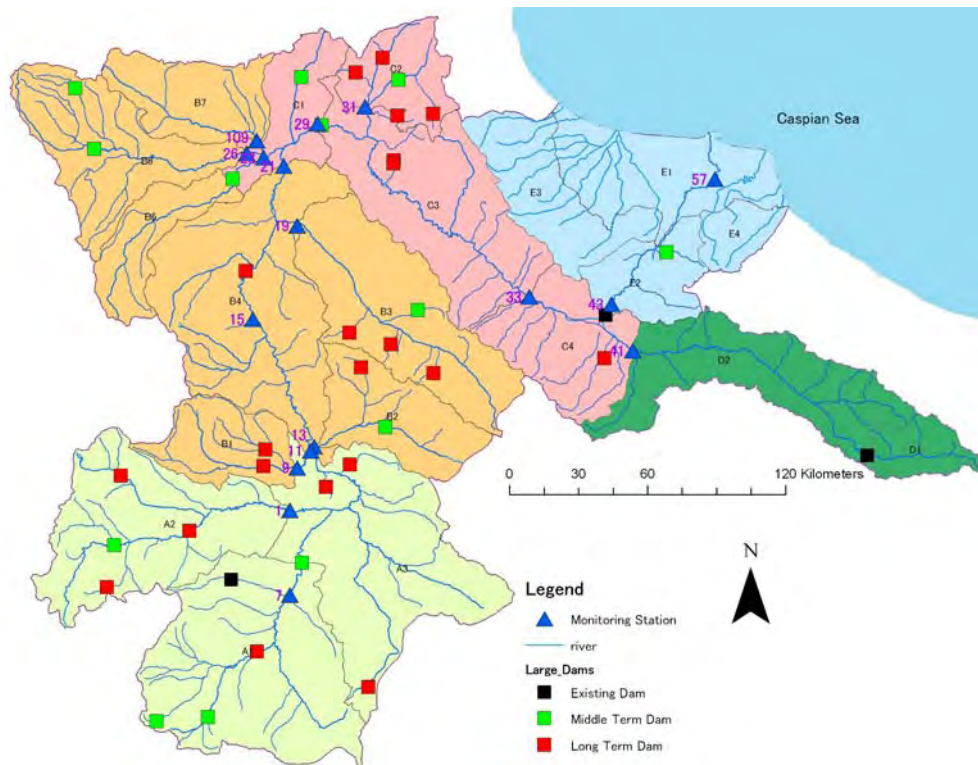 C2
B7
C1
31
29
Caspian Sea
109
26
21
57
E1
B8
E3
C3
B6
E4
19
E2
33
43
B4
B3
15
C4
41
D2
B2
13
B1
11
D1
9
0 30 60 120 Kilometers
A2
1
A3
N
7
Legend
Monitoring Station
river
Large_Dams
Existing Dam
Middle Term Dam
Long Term Dam